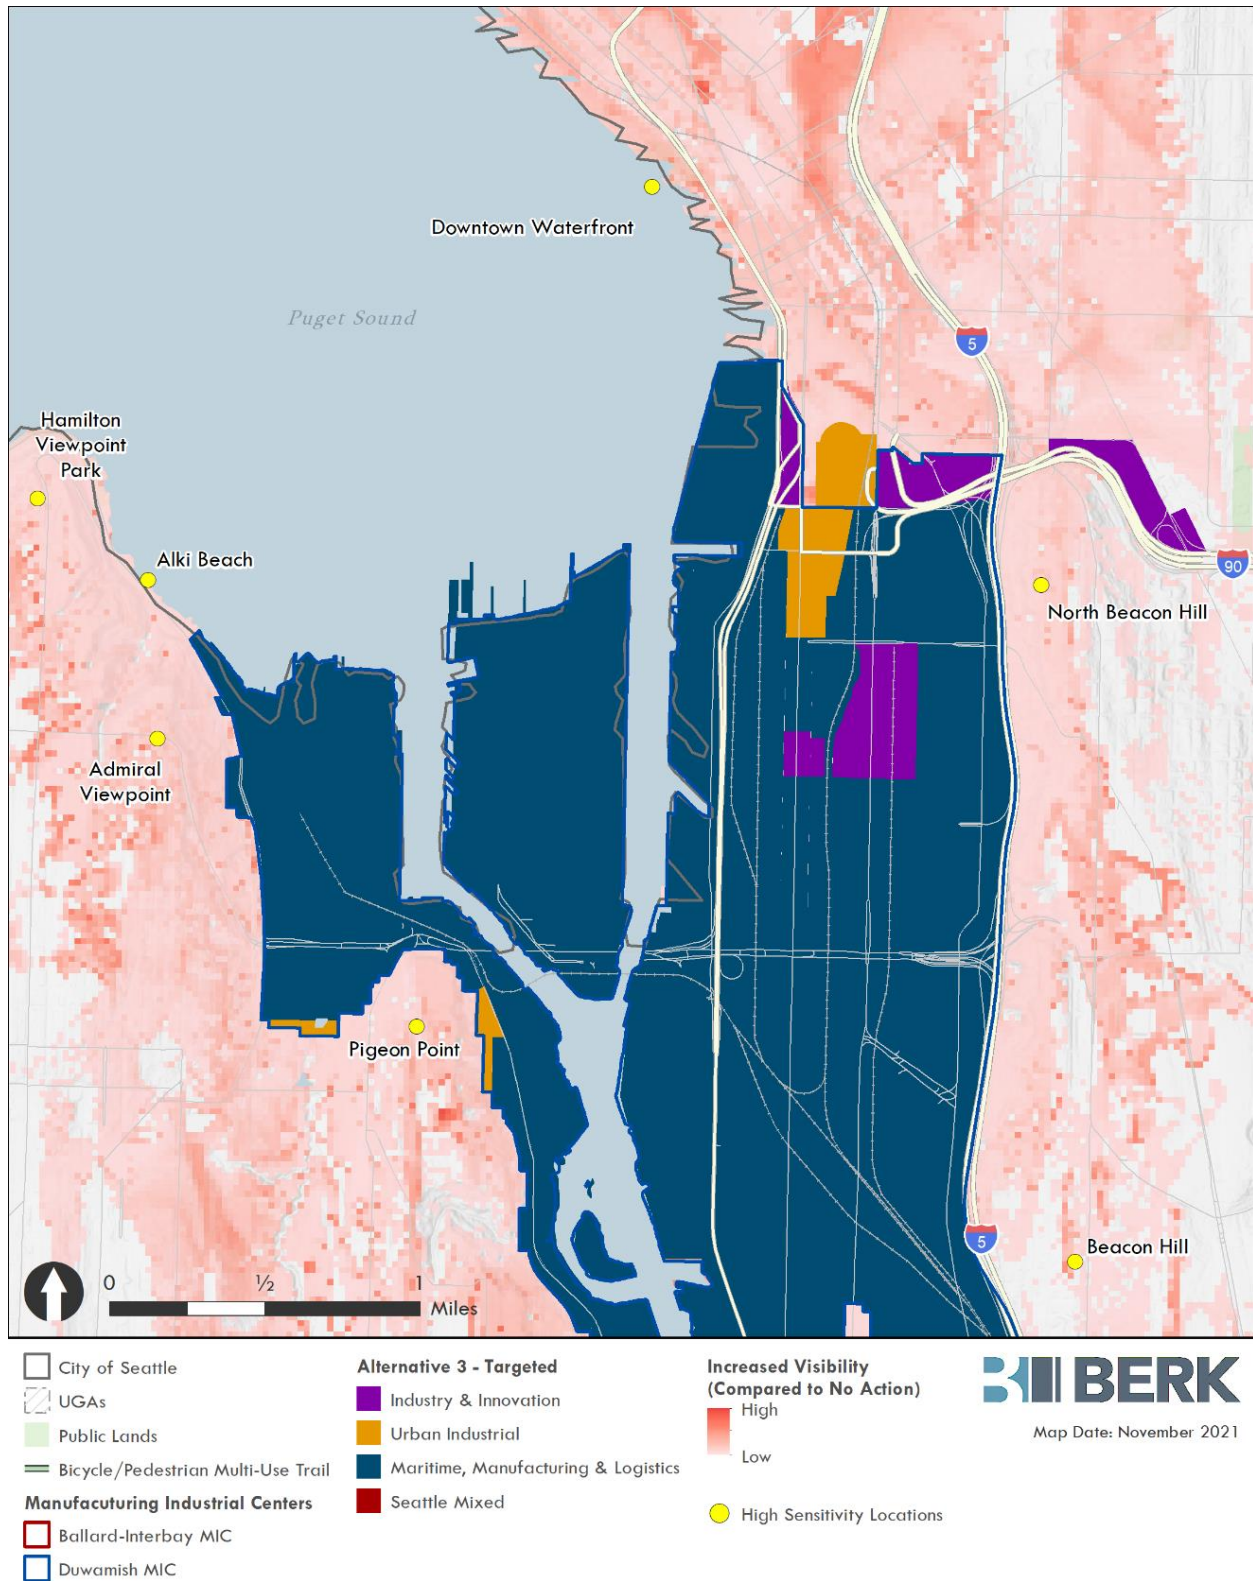 Downtown Waterfront
Puget Sound
5
Hamilton
Viewpoint
Park
Alki Beach
90
North Beacon Hill
Admiral
Viewpoint
Pigeon Point
5
Beacon Hill
0 ½ 1
Miles
City of Seattle
UGAs
Public Lands
Bicycle/Pedestrian Multi-Use Trail
Manufacuturing Industrial Centers
Ballard-Interbay MIC
Duwamish MIC
Alternative 3 - Targeted
Industry & Innovation
Urban Industrial
Maritime, Manufacturing & Logistics
Seattle Mixed
Increased Visibility
(Compared to No Action)
High
Low
High Sensitivity Locations
BERK
Map Date: November 2021